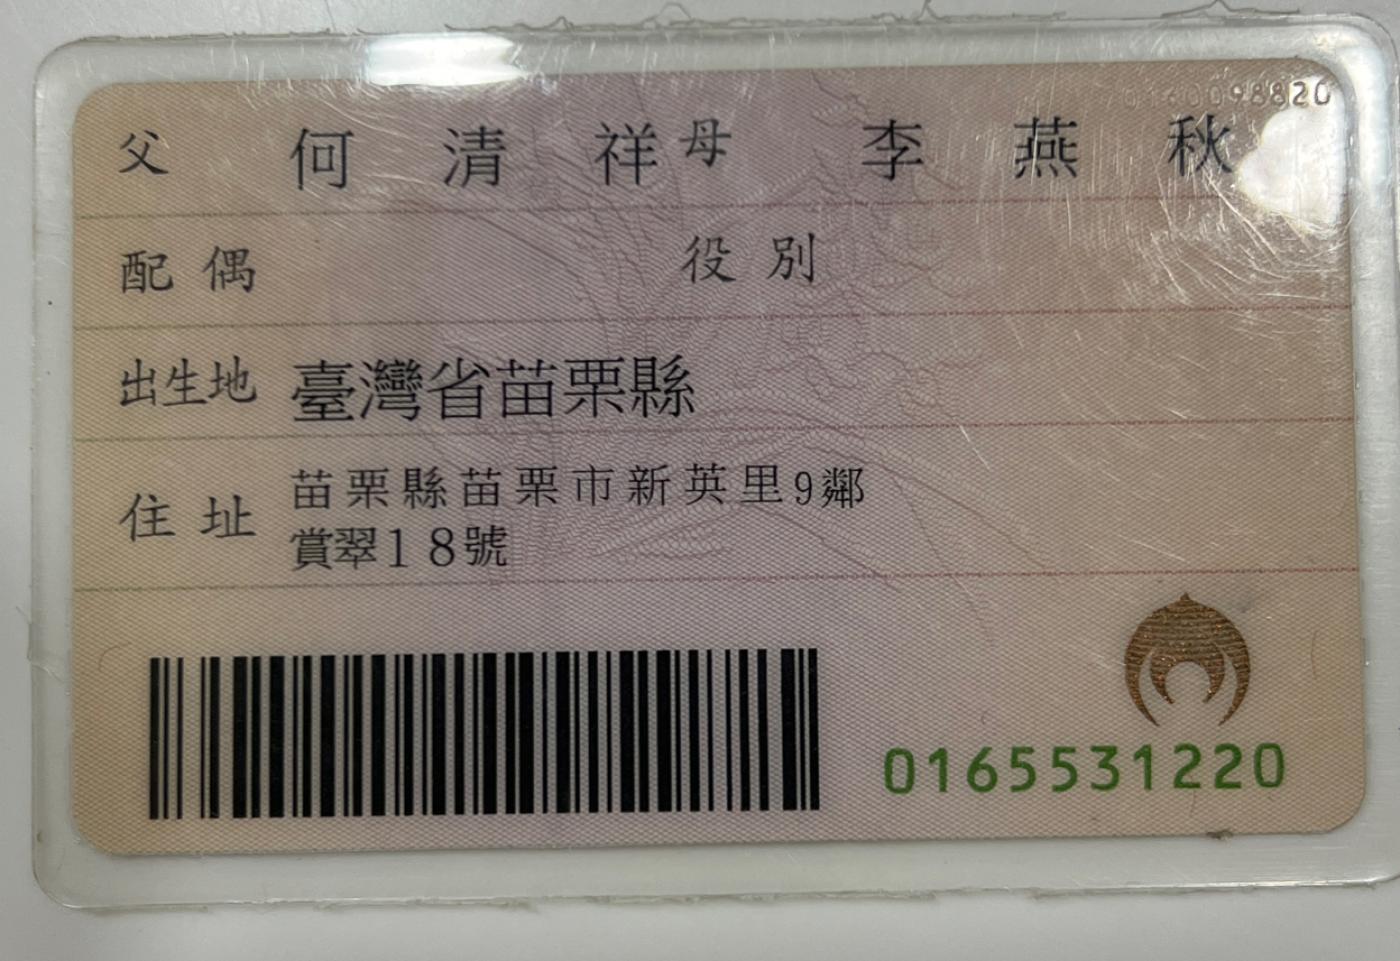 0160098820
父 何清祥 母 李燕秋
配偶 役別
出生地 臺灣省苗栗縣
住址 苗栗縣苗栗市新英里9鄰
賞翠18號
0165531220